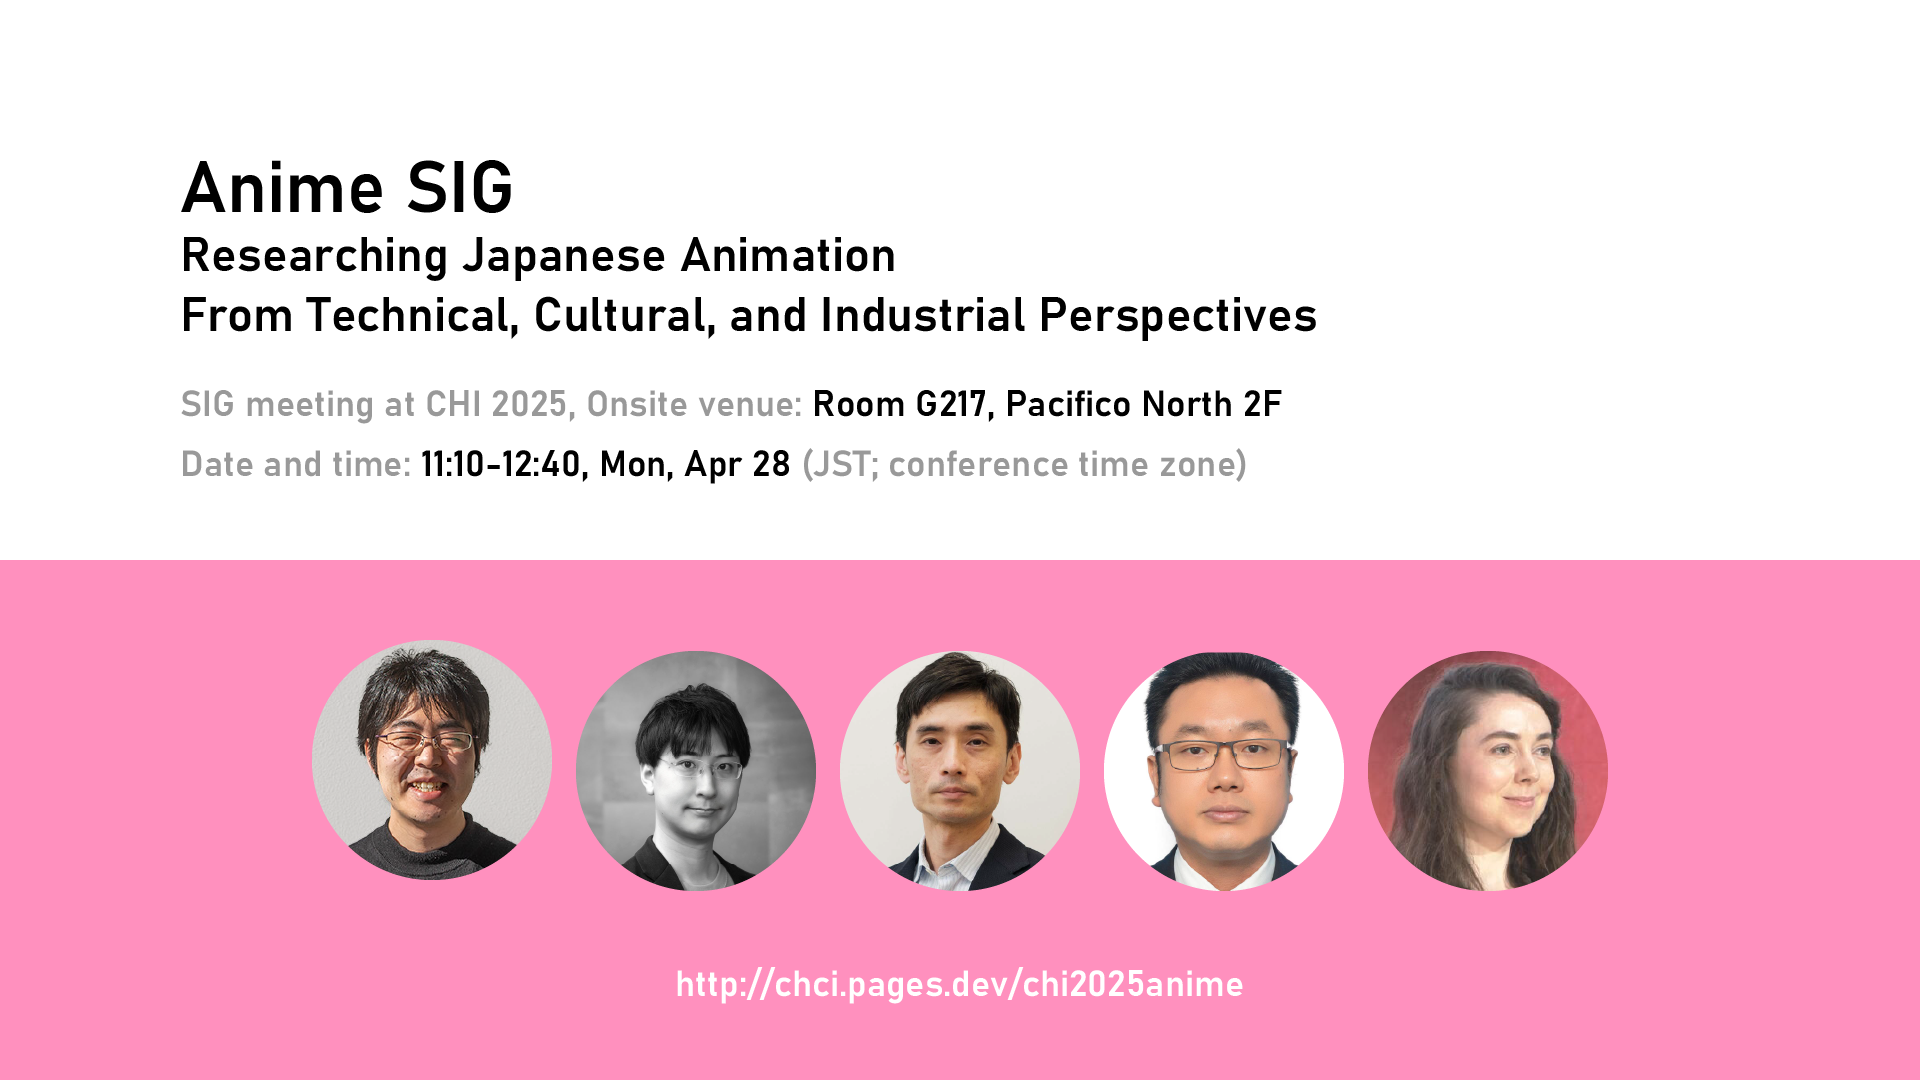 Anime SIG
Researching Japanese Animation
From Technical, Cultural, and Industrial Perspectives
SIG meeting at CHI 2025, Onsite venue: Room G217, Pacifico North 2F
Date and time: 11:10-12:40, Mon, Apr 28 (JST; conference time zone)
http://chci.pages.dev/chi2025anime